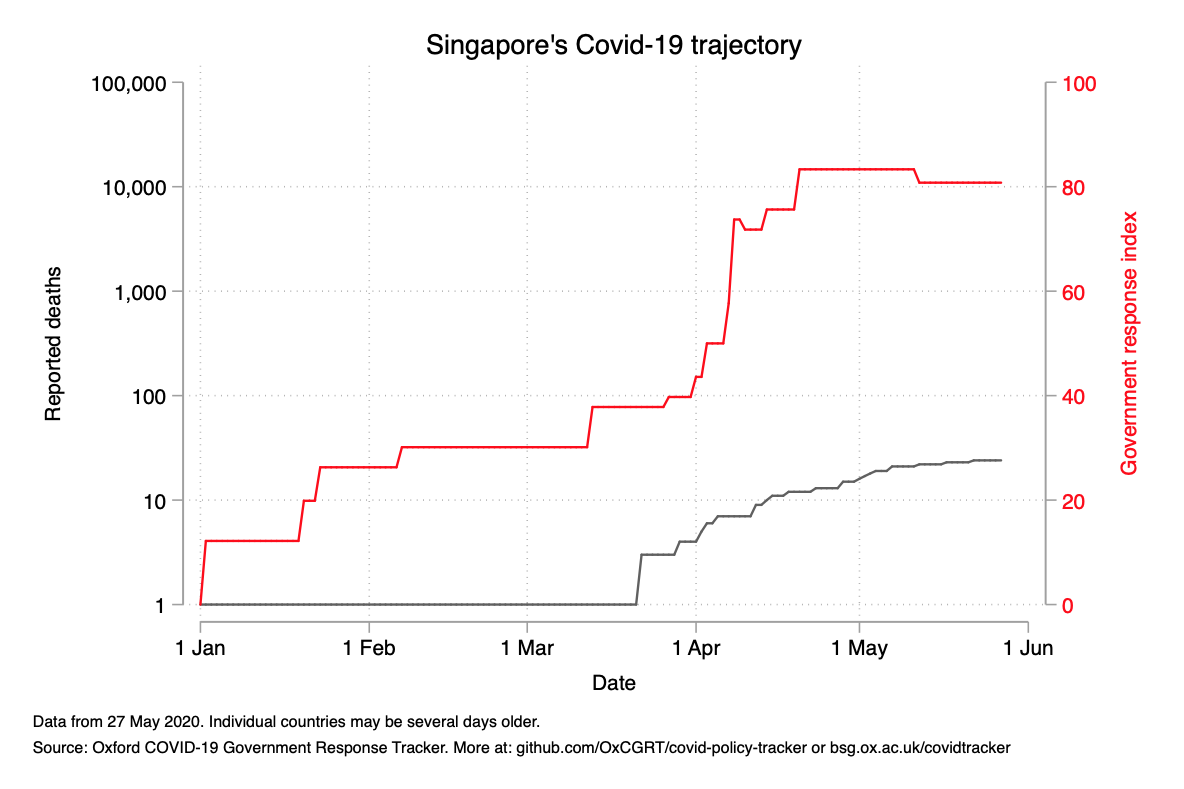 Singapore's Covid-19 trajectory
100,000
10,000
1,000
100
10
1
Reported deaths
100
80
60
40
20
0
Government response index
1 Jan
1 Feb
1 Mar
1 Apr
1 May
1 Jun
Date
Data from 27 May 2020. Individual countries may be several days older.
Source: Oxford COVID-19 Government Response Tracker. More at: github.com/OxCGRT/covid-policy-tracker or bsg.ox.ac.uk/covidtracker